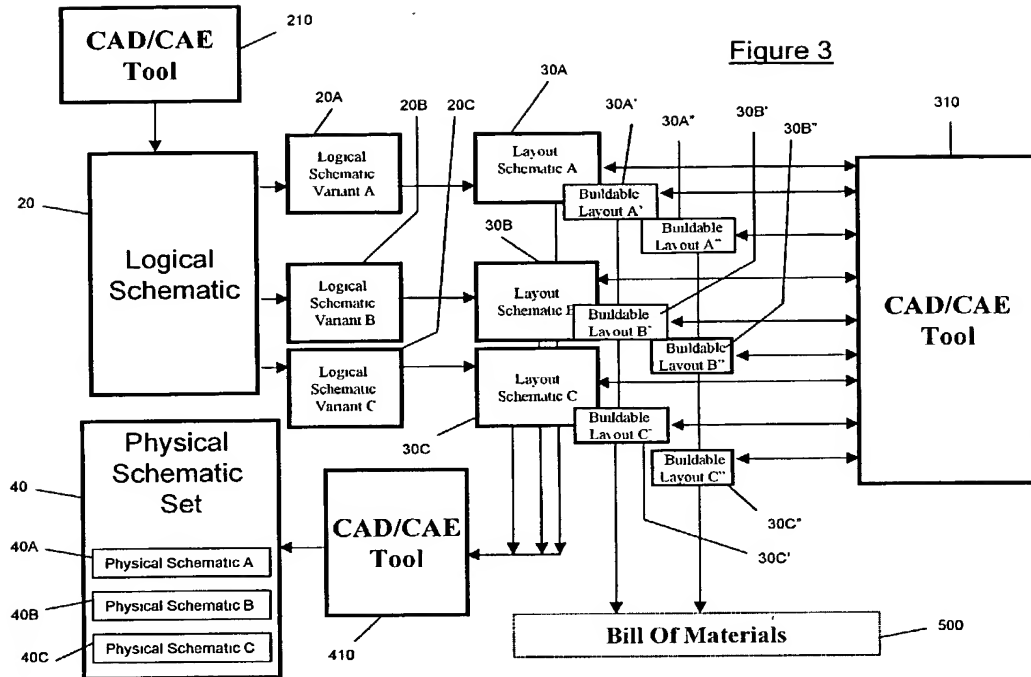 210
CAD/CAE
Tool
Figure 3
20A
20B
20C
30A
30A'
30A"
30B'
30B"
310
Logical
Schematic
Variant A
Layout
Schematic A
Buildable
Layout A'
Buildable
Layout A"
20
Logical
Schematic
30B
Logical
Schematic
Variant B
Layout
Schematic B
Buildable
Layout B'
Buildable
Layout B"
CAD/CAE
Tool
Logical
Schematic
Variant C
Layout
Schematic C
Buildable
Layout C'
Buildable
Layout C"
30C
30C"
30C'
Physical
Schematic
Set
40
40A
Physical Schematic A
40B
Physical Schematic B
40C
Physical Schematic C
CAD/CAE
Tool
410
Bill Of Materials
500